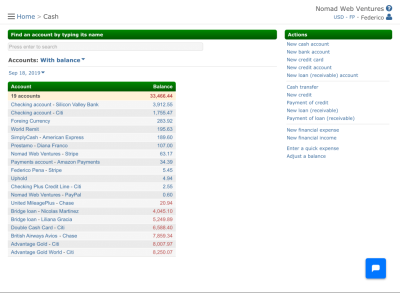 Nomad Web Ventures
Home > Cash
USD - FP - Federico
Find an account by typing its name
Press enter to search
Accounts: With balance
Sep 18, 2019
Account Balance
19 accounts 33,466.44
Checking account - Silicon Valley Bank 3,912.55
Checking account - Citi 1,755.47
Foreing Currency 283.92
World Remit 195.63
SimplyCash - American Express 169.60
Prestamo - Diana Franco 107.00
Nomad Web Ventures - Stripe 63.17
Payments account - Amazon Payments 34.39
Federico Pena - Stripe 5.45
Uphold 4.94
Checking Plus Credit Line - Citi 2.55
Nomad Web Ventures - PayPal 0.60
United MileagePlus - Chase 20.94
Bridge loan - Nicolas Martinez 4,045.10
Bridge loan - Liliana Gracia 5,249.89
Double Cash Card - Citi 6,588.40
British Airways Avios - Chase 7,859.34
Advantage Gold - Citi 8,007.97
Advantage Gold World - Citi 8,250.07
Actions
New cash account
New bank account
New credit card
New credit account
New loan (receivable) account
Cash transfer
New credit
Payment of credit
New loan (receivable)
Payment of loan (receivable)
New financial expense
New financial income
Enter a quick expense
Adjust a balance